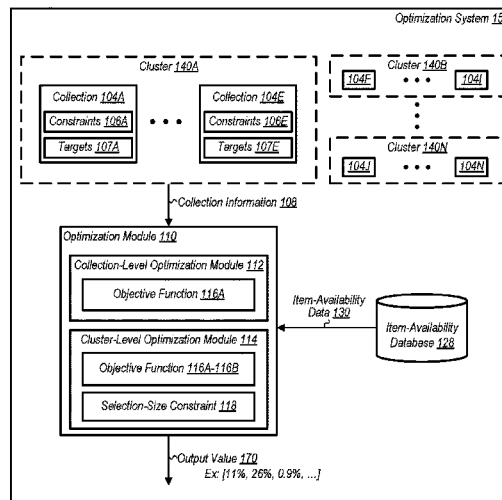 Optimization System 15
Cluster 140A
Collection 104A
Constraints 106A
Targets 107A
• • •
Collection 104E
Constraints 106E
Targets 107E
Cluster 140B
104F • • • 104I
Cluster 140N
104J • • • 104N
Collection Information 108
Optimization Module 110
Collection-Level Optimization Module 112
Objective Function 116A
Cluster-Level Optimization Module 114
Objective Function 116A-116B
Selection-Size Constraint 118
Item-Availability
Data 130
Item-Availability
Database 128
Output Value 170
Ex: [11%, 26%, 0.9%, ...]